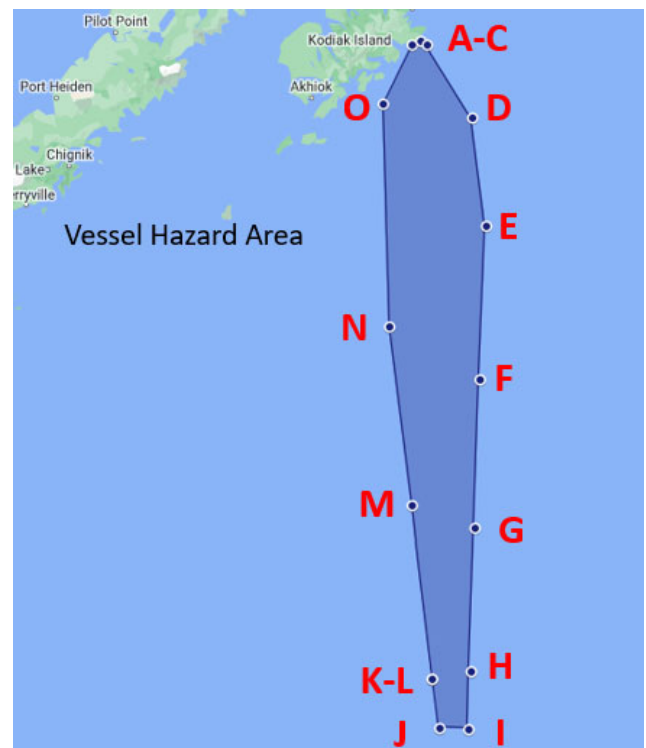 Pilot Point
Kodiak Island
A-C
Port Heiden
Akhiok
O
D
Chignik
Lake
rryville
Vessel Hazard Area
E
N
F
M
G
K-L
H
J
I